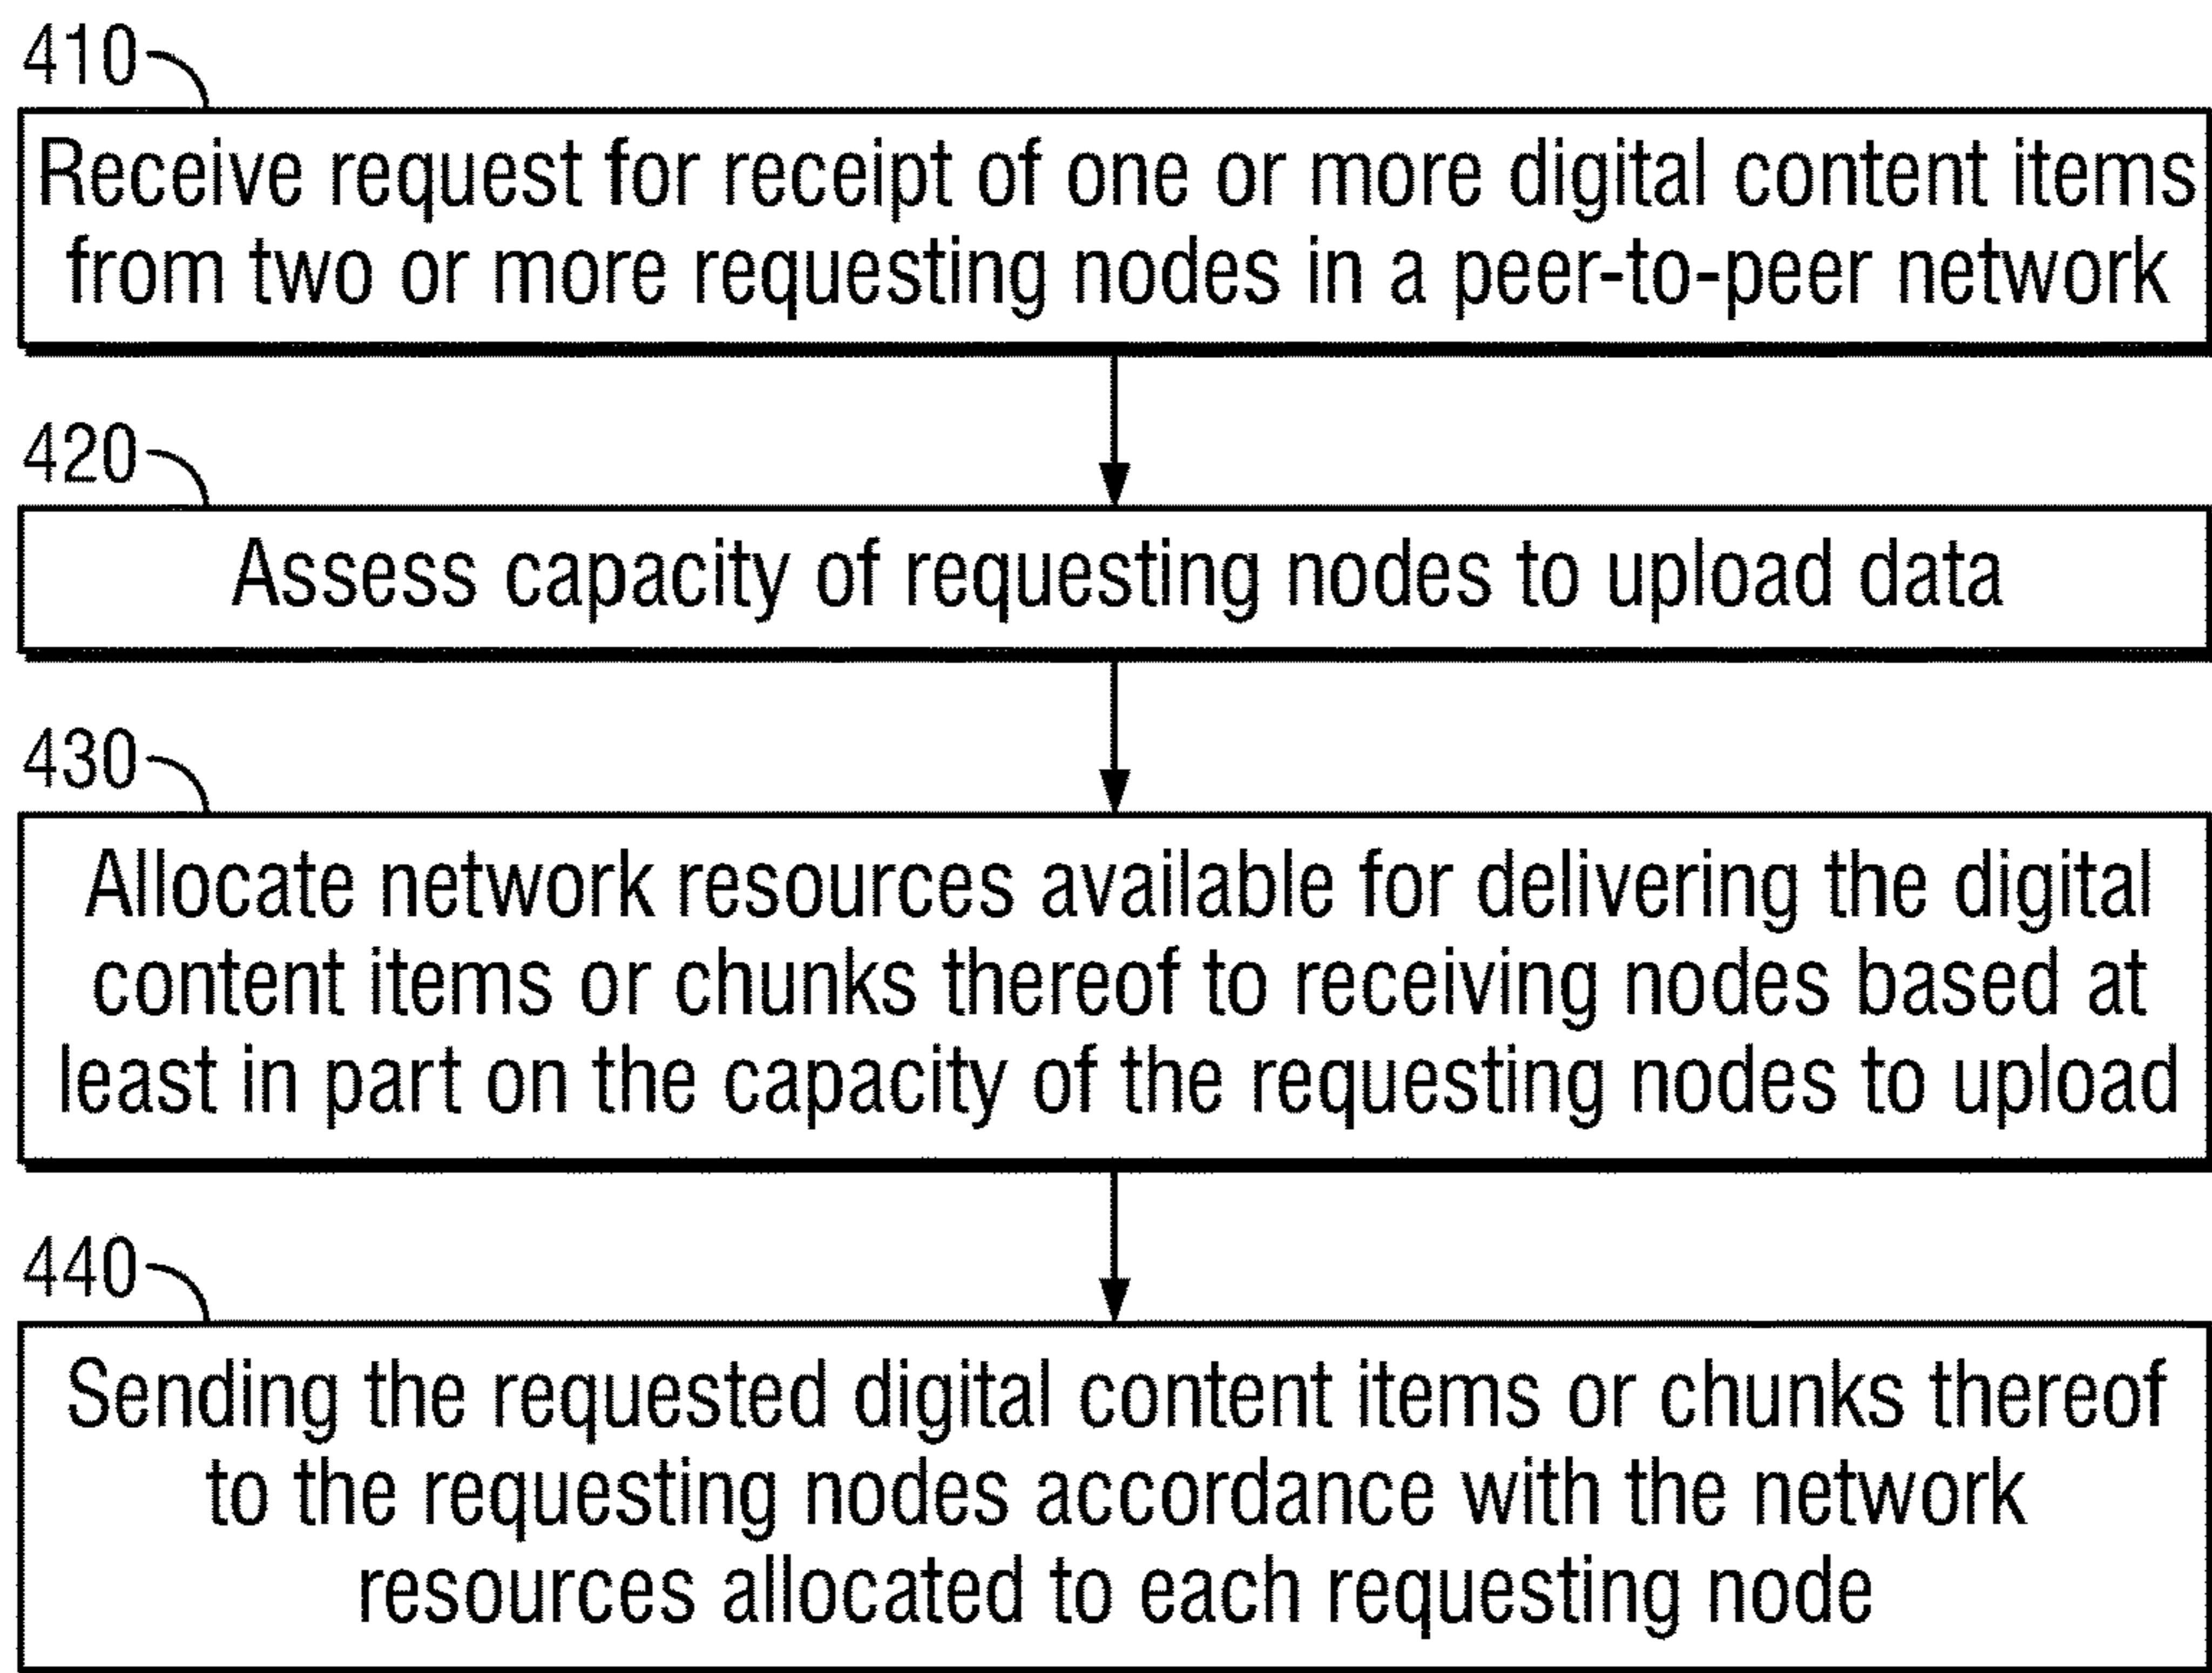 410
Receive request for receipt of one or more digital content items
from two or more requesting nodes in a peer-to-peer network
420
Assess capacity of requesting nodes to upload data
430
Allocate network resources available for delivering the digital
content items or chunks thereof to receiving nodes based at
least in part on the capacity of the requesting nodes to upload
440
Sending the requested digital content items or chunks thereof
to the requesting nodes accordance with the network
resources allocated to each requesting node